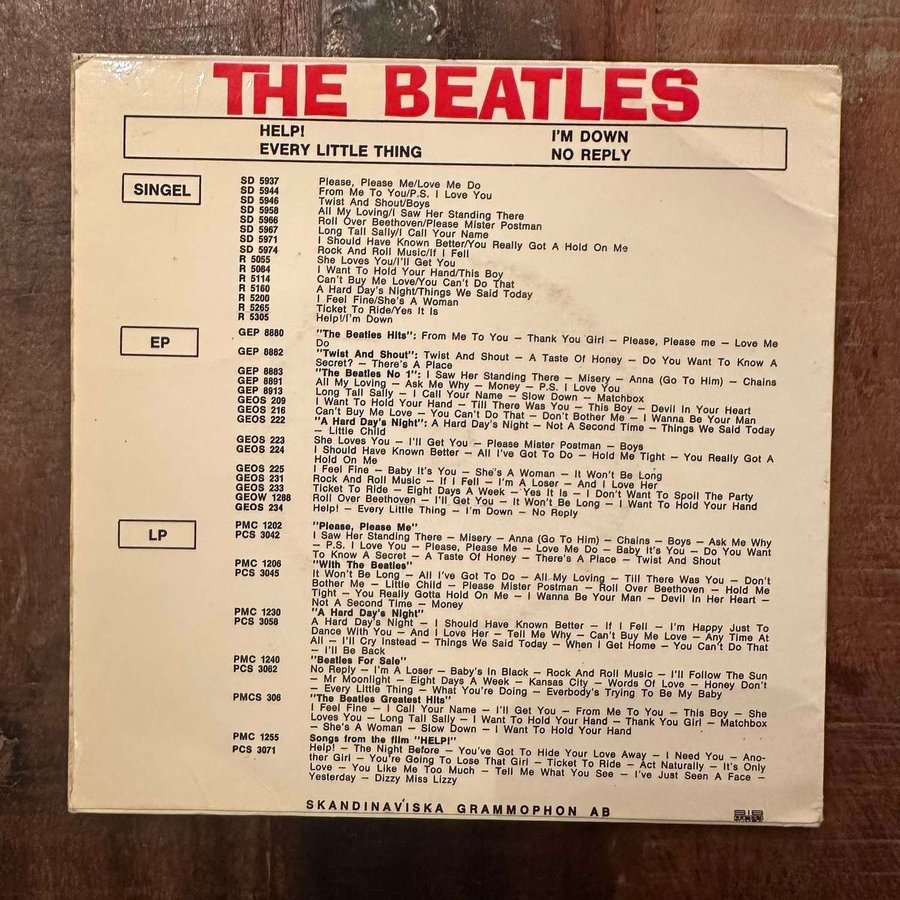 THE BEATLES
HELP! I'M DOWN
EVERY LITTLE THING NO REPLY
SINGEL
SD 5937 Please, Please Me/Love Me Do
SD 5944 From Me To You/P.S. I Love You
SD 5946 Twist And Shout/Boys
SD 5958 All My Loving/I Saw Her Standing There
SD 5966 Roll Over Beethoven/Please Mister Postman
SD 5967 Long Tall Sally/I Call Your Name
SD 5971 I Should Have Known Better/You Really Got A Hold On Me
SD 5974 Rock And Roll Music/If I Fell
R 5055 She Loves You/I'll Get You
R 5084 I Want To Hold Your Hand/This Boy
R 5114 Can't Buy Me Love/You Can't Do That
R 5160 A Hard Day's Night/Things We Said Today
R 5200 I Feel Fine/She's A Woman
R 5265 Ticket To Ride/Yes It Is
R 5305 Help!/I'm Down
EP
GEP 8880 "The Beatles Hits": From Me To You — Thank You Girl — Please, Please me — Love Me
Do
GEP 8882 "Twist And Shout": Twist And Shout — A Taste Of Honey — Do You Want To Know A
Secret? — There's A Place
GEP 8883 "The Beatles No 1": I Saw Her Standing There — Misery — Anna (Go To Him) — Chains
GEP 8891 All My Loving — Ask Me Why — Money — P.S. I Love You
GEP 8913 Long Tall Sally — I Call Your Name — Slow Down — Matchbox
GEOS 209 I Want To Hold Your Hand — Till There Was You — This Boy — Devil In Your Heart
GEOS 216 Can't Buy Me Love — You Can't Do That — Don't Bother Me — I Wanna Be Your Man
GEOS 222 "A Hard Day's Night": A Hard Day's Night — Not A Second Time — Things We Said Today
— Little Child
GEOS 223 She Loves You — I'll Get You — Please Mister Postman — Boys
GEOS 224 I Should Have Known Better — All I've Got To Do — Hold Me Tight — You Really Got A
Hold On Me
GEOS 225 I Feel Fine — Baby It's You — She's A Woman — It Won't Be Long
GEOS 231 Rock And Roll Music — If I Fell — I'm A Loser — And I Love Her
GEOS 233 Ticket To Ride — Eight Days A Week — Yes It Is — I Don't Want To Spoil The Party
GEOW 1288 Roll Over Beethoven — I'll Get You — It Won't Be Long — I Want To Hold Your Hand
GEOS 234 Help! — Every Little Thing — I'm Down — No Reply
LP
PMC 1202 "Please, Please Me"
PCS 3042 I Saw Her Standing There — Misery — Anna (Go To Him) — Chains — Boys — Ask Me Why
— P.S. I Love You — Please, Please Me — Love Me Do — Baby It's You — Do You Want
To Know A Secret — A Taste Of Honey — There's A Place — Twist And Shout
PMC 1206 "With The Beatles"
PCS 3045 It Won't Be Long — All I've Got To Do — All My Loving — Till There Was You — Don't
Bother Me — Little Child — Please Mister Postman — Roll Over Beethoven — Hold Me
Tight — You Really Gotta Hold On Me — I Wanna Be Your Man — Devil In Her Heart —
Not A Second Time — Money
PMC 1230 "A Hard Day's Night"
PCS 3058 A Hard Day's Night — I Should Have Known Better — If I Fell — I'm Happy Just To
Dance With You — And I Love Her — Tell Me Why — Can't Buy Me Love — Any Time At
All — I'll Cry Instead — Things We Said Today — When I Get Home — You Can't Do That
— I'll Be Back
PMC 1240 "Beatles For Sale"
PCS 3062 No Reply — I'm A Loser — Baby's In Black — Rock And Roll Music — I'll Follow The Sun
— Mr Moonlight — Eight Days A Week — Kansas City — Words Of Love — Honey Don't
— Every Little Thing — What You're Doing — Everbody's Trying To Be My Baby
PMCS 306 "The Beatles Greatest Hits"
I Feel Fine — I Call Your Name — I'll Get You — From Me To You — This Boy — She
Loves You — Long Tall Sally — I Want To Hold Your Hand — Thank You Girl — Matchbox
— She's A Woman — Slow Down — I Want To Hold Your Hand
PMC 1255 Songs from the film "HELP!"
PCS 3071 Help! — The Night Before — You've Got To Hide Your Love Away — I Need You — Ano-
ther Girl — You're Going To Lose That Girl — Ticket To Ride — Act Naturally — It's Only
Love — You Like Me Too Much — Tell Me What You See — I've Just Seen A Face —
Yesterday — Dizzy Miss Lizzy
SKANDINAVISKA GRAMMOPHON AB